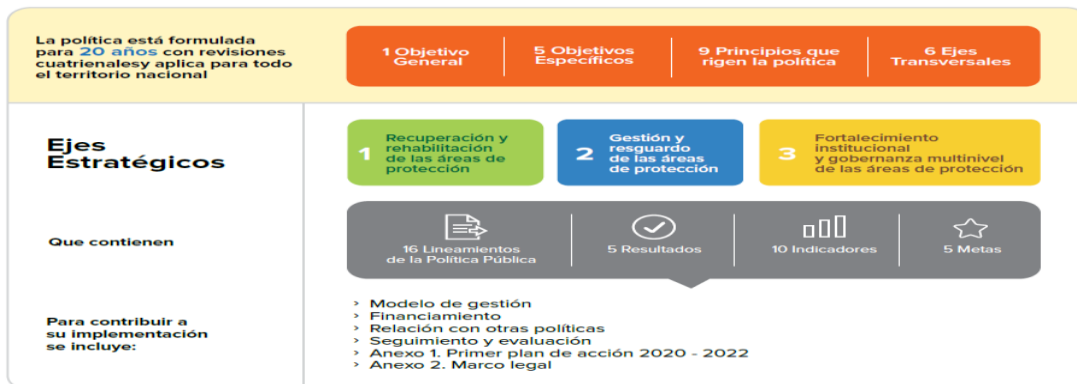 La política está formulada
para 20 años con revisiones
cuatrienalesy aplica para todo
el territorio nacional
1 Objetivo
General
5 Objetivos
Específicos
9 Principios que
rigen la política
6 Ejes
Transversales
Ejes
Estratégicos
1
Recuperación y
rehabilitación
de las áreas de
protección
2
Gestión y
resguardo
de las áreas
de protección
3
Fortalecimiento
institucional
y gobernanza multinivel
de las áreas de protección
Que contienen
16 Lineamientos
de la Política Pública
5 Resultados
10 Indicadores
5 Metas
Para contribuir a
su implementación
se incluye:
› Modelo de gestión
› Financiamiento
› Relación con otras políticas
› Seguimiento y evaluación
› Anexo 1. Primer plan de acción 2020 - 2022
› Anexo 2. Marco legal